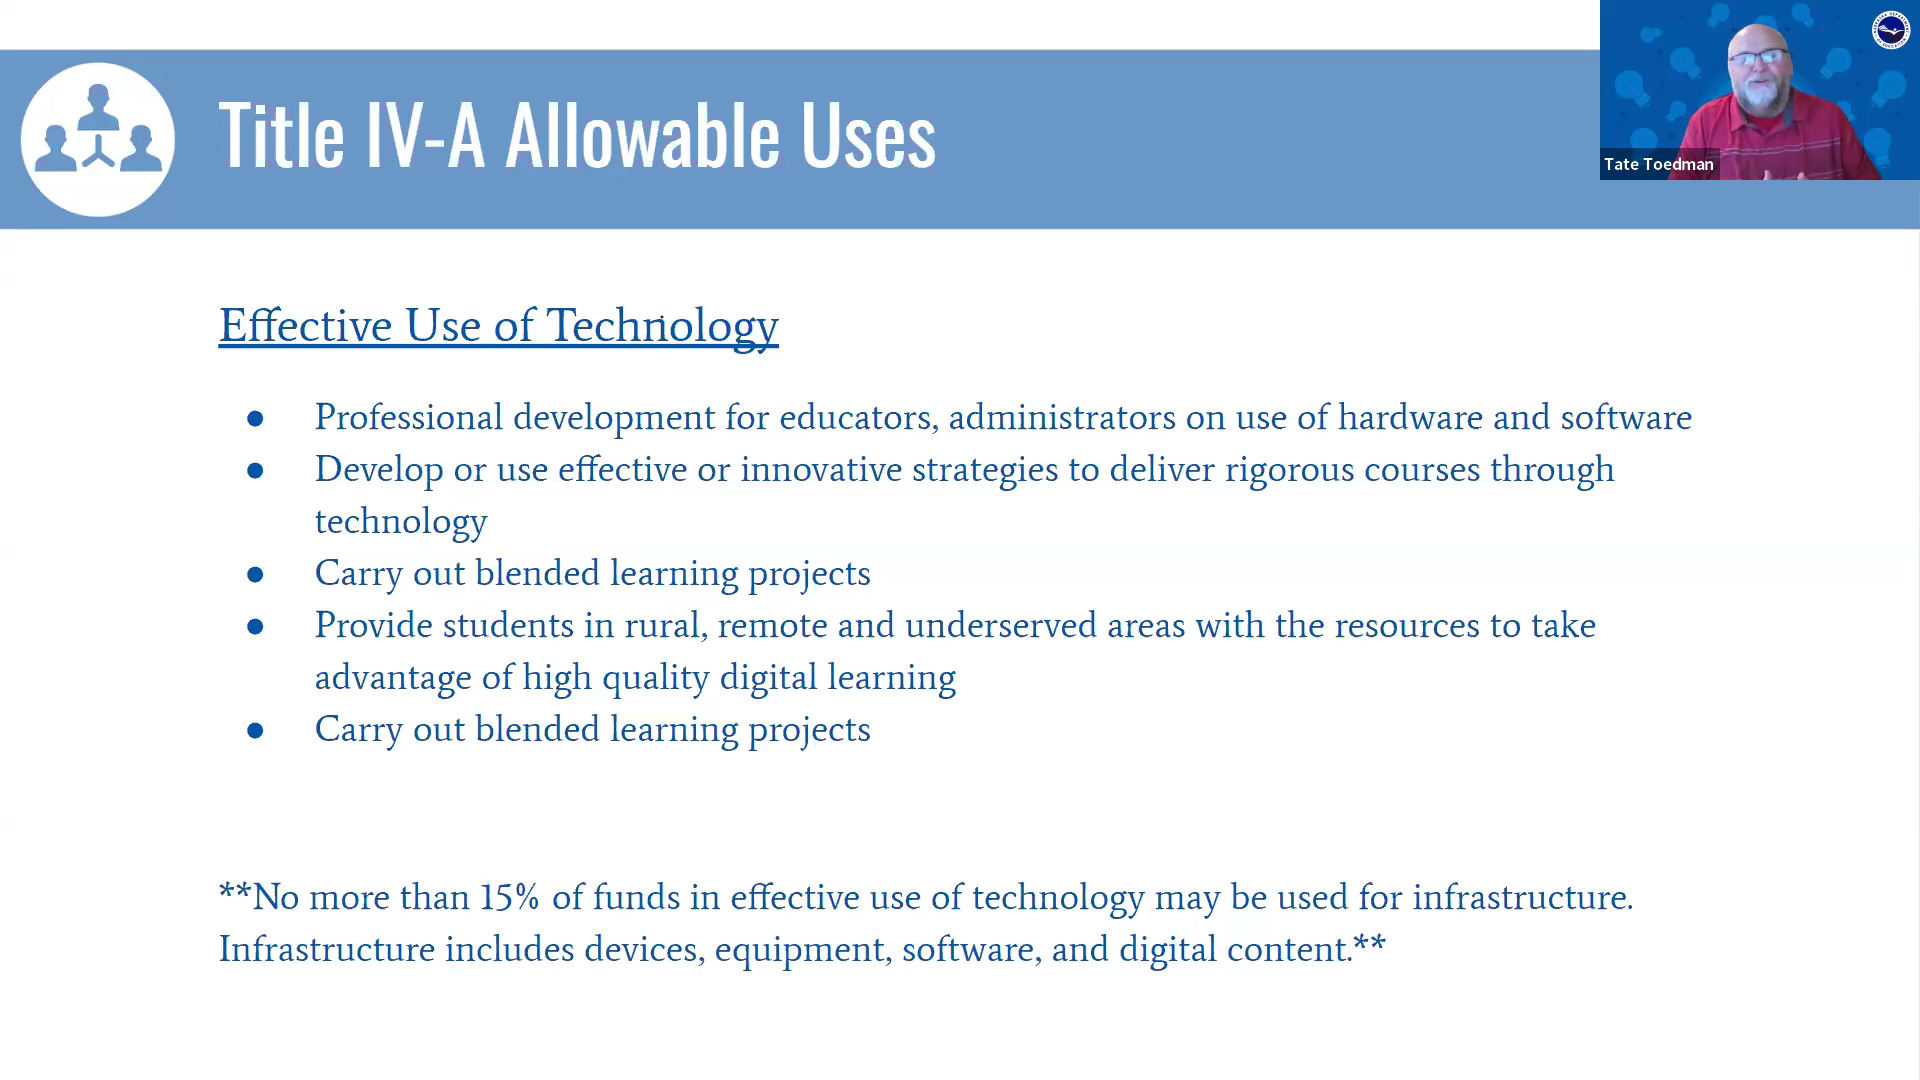 Title IV-A Allowable Uses
Tate Toedman
Effective Use of Technology
● Professional development for educators, administrators on use of hardware and software
● Develop or use effective or innovative strategies to deliver rigorous courses through
technology
● Carry out blended learning projects
● Provide students in rural, remote and underserved areas with the resources to take
advantage of high quality digital learning
● Carry out blended learning projects
**No more than 15% of funds in effective use of technology may be used for infrastructure.
Infrastructure includes devices, equipment, software, and digital content.**